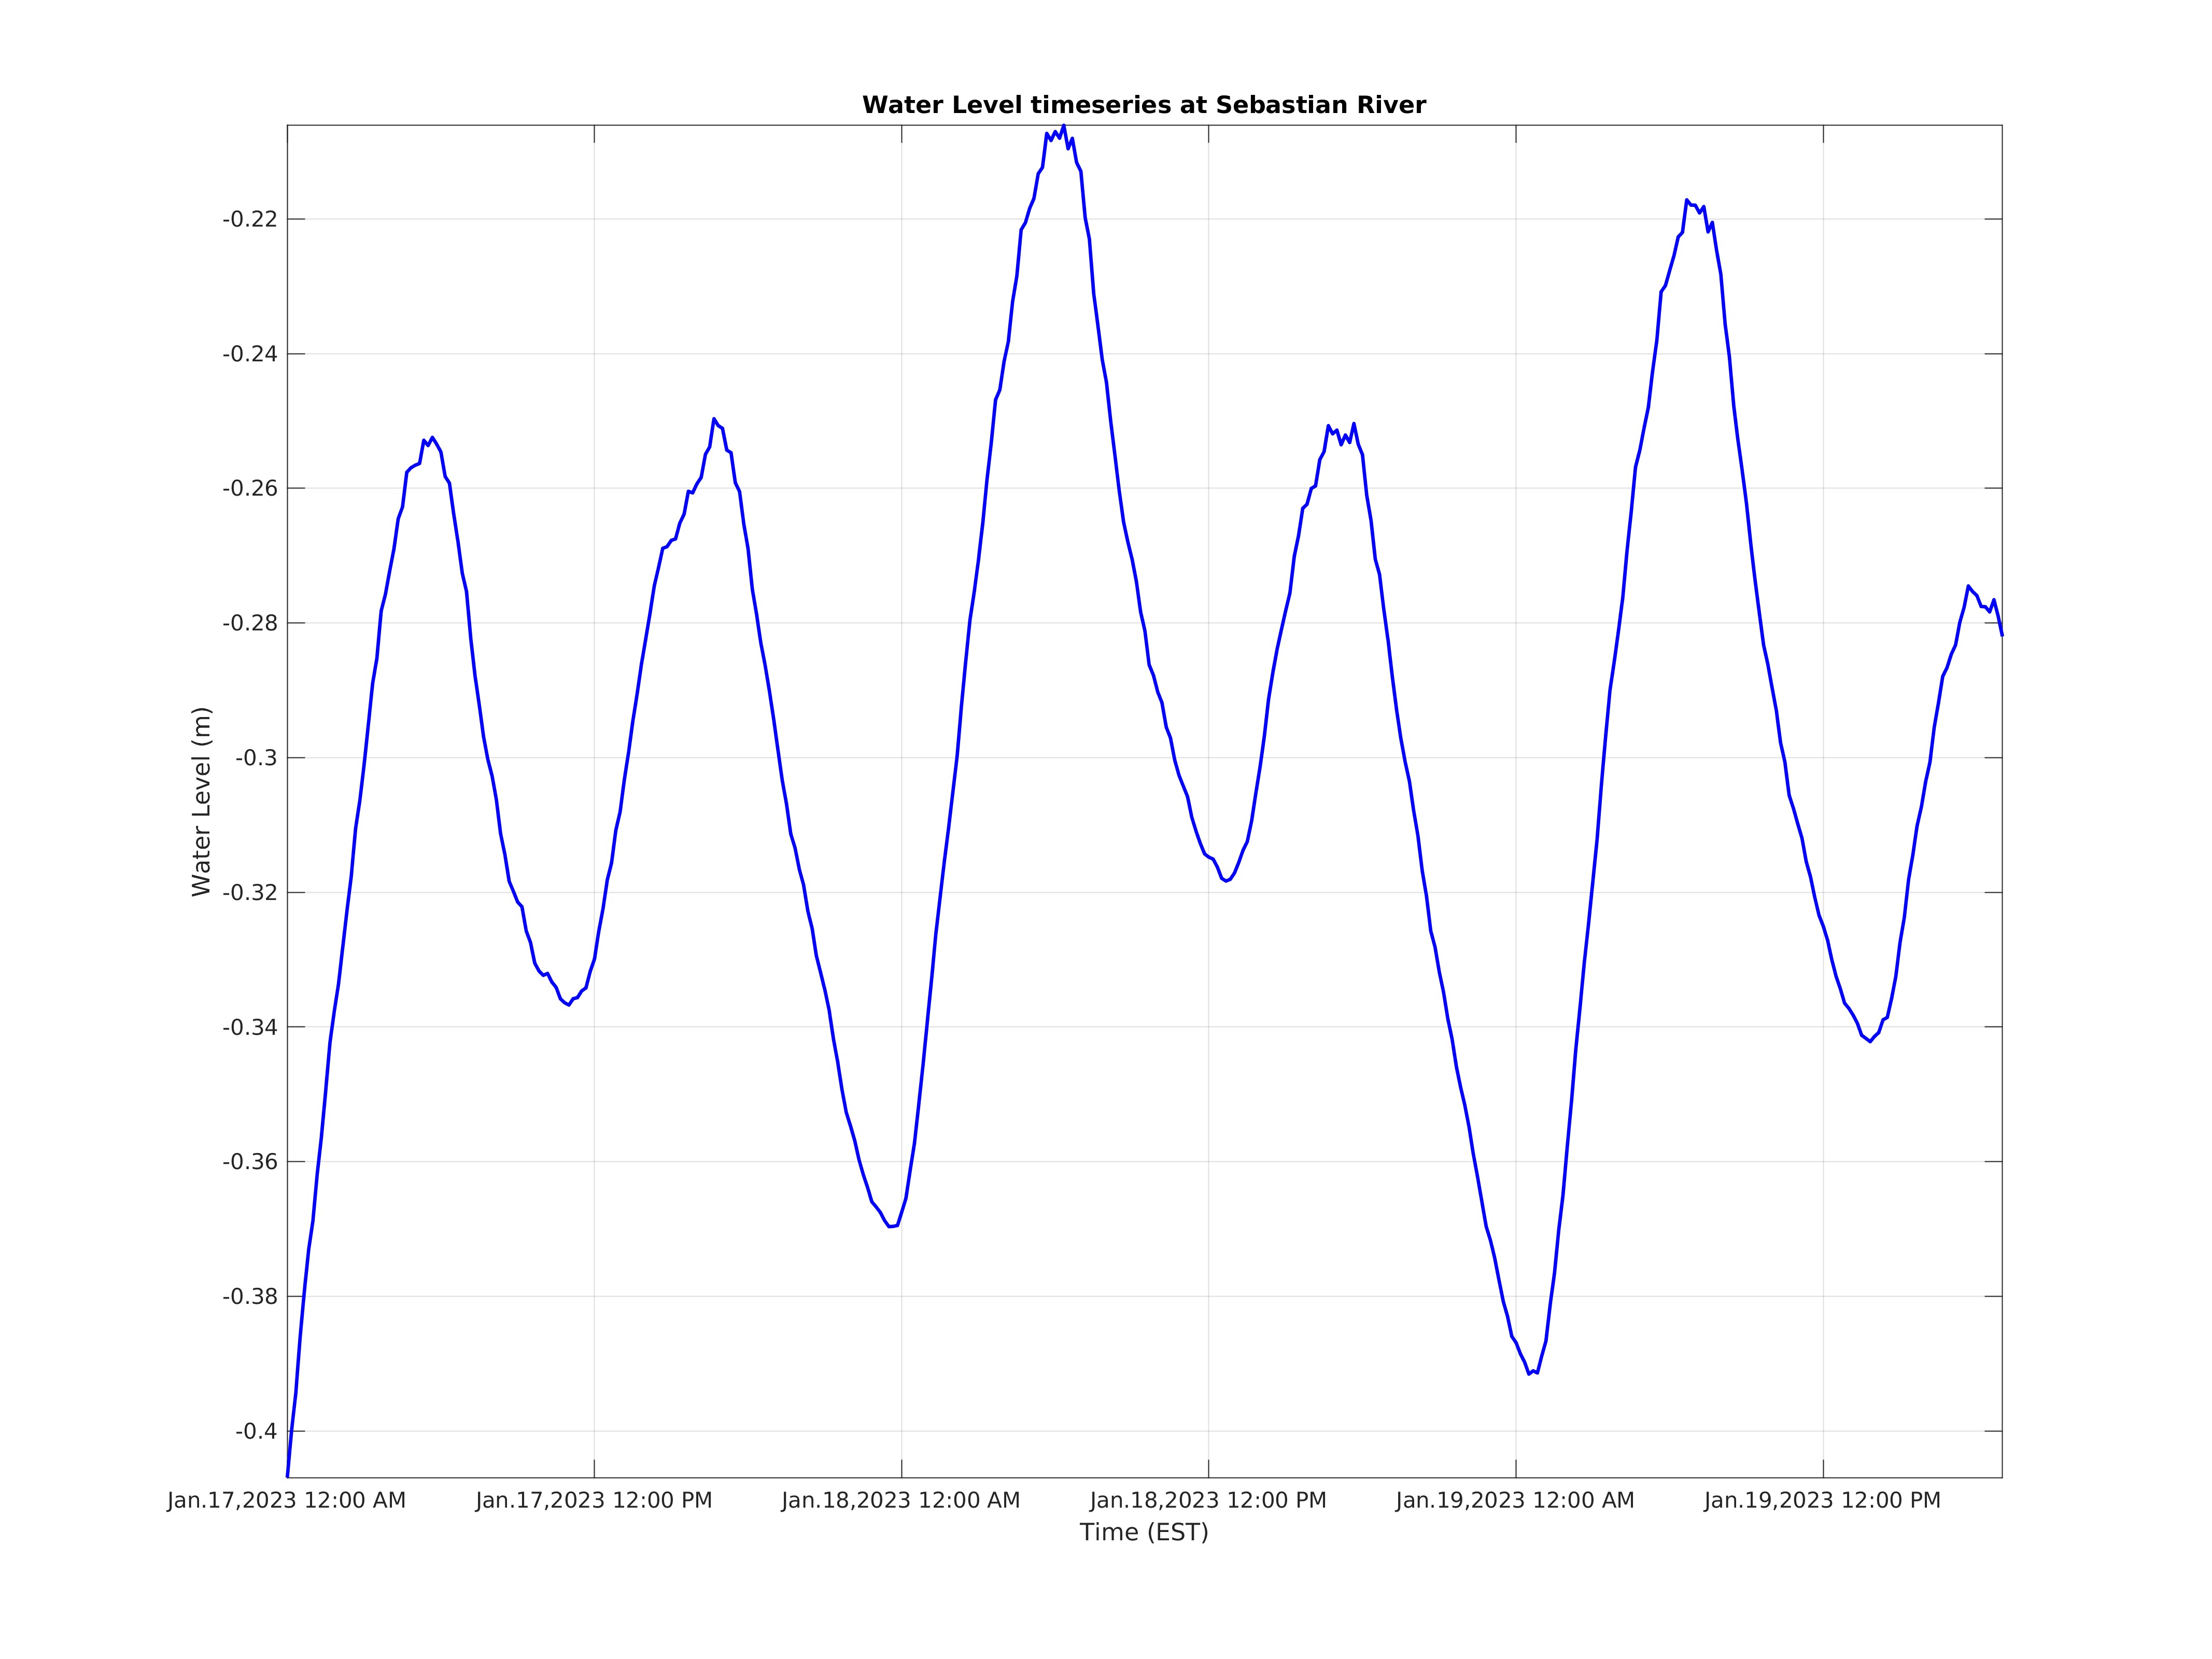 Water Level timeseries at Sebastian River
-0.22
-0.24
-0.26
-0.28
-0.3
-0.32
-0.34
-0.36
-0.38
-0.4
Water Level (m)
Jan.17,2023 12:00 AM
Jan.17,2023 12:00 PM
Jan.18,2023 12:00 AM
Jan.18,2023 12:00 PM
Jan.19,2023 12:00 AM
Jan.19,2023 12:00 PM
Time (EST)